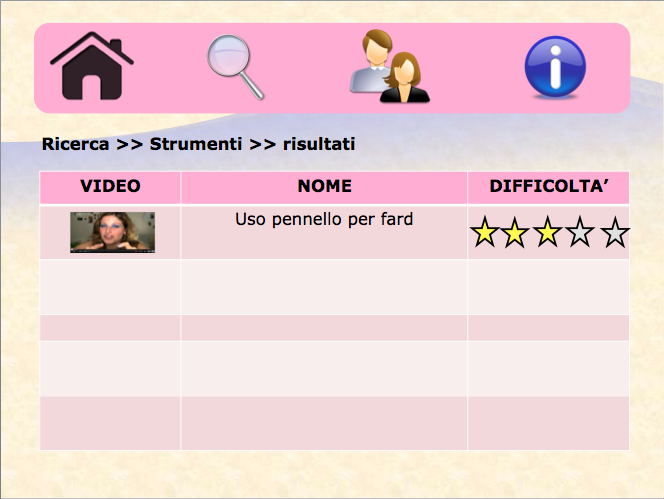 Ricerca >> Strumenti >> risultati
VIDEO NOME DIFFICOLTA’
Uso pennello per fard